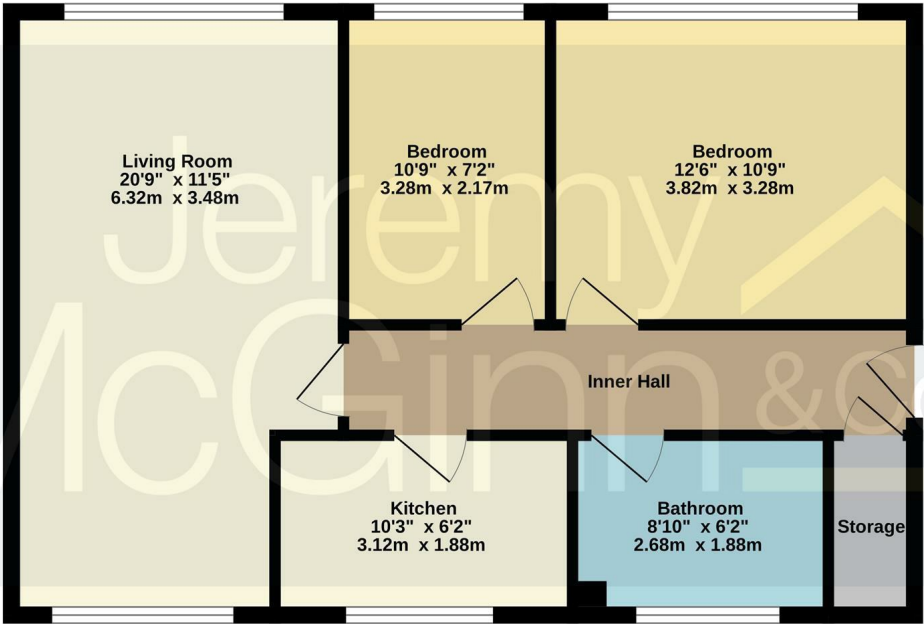 Living Room
20'9" x 11'5"
6.32m x 3.48m
Bedroom
10'9" x 7'2"
3.28m x 2.17m
Bedroom
12'6" x 10'9"
3.82m x 3.28m
Jeremy
McGinn & Co
Inner Hall
Kitchen
10'3" x 6'2"
3.12m x 1.88m
Bathroom
8'10" x 6'2"
2.68m x 1.88m
Storage